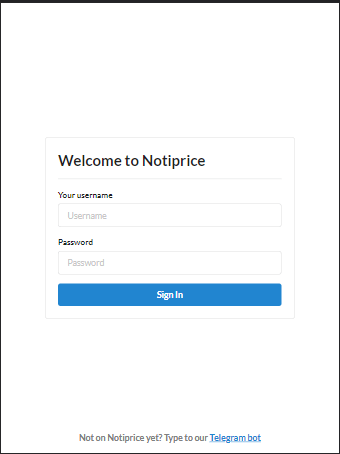 Welcome to Notiprice
Your username
Username
Password
Password
Sign In
Not on Notiprice yet? Type to our Telegram bot